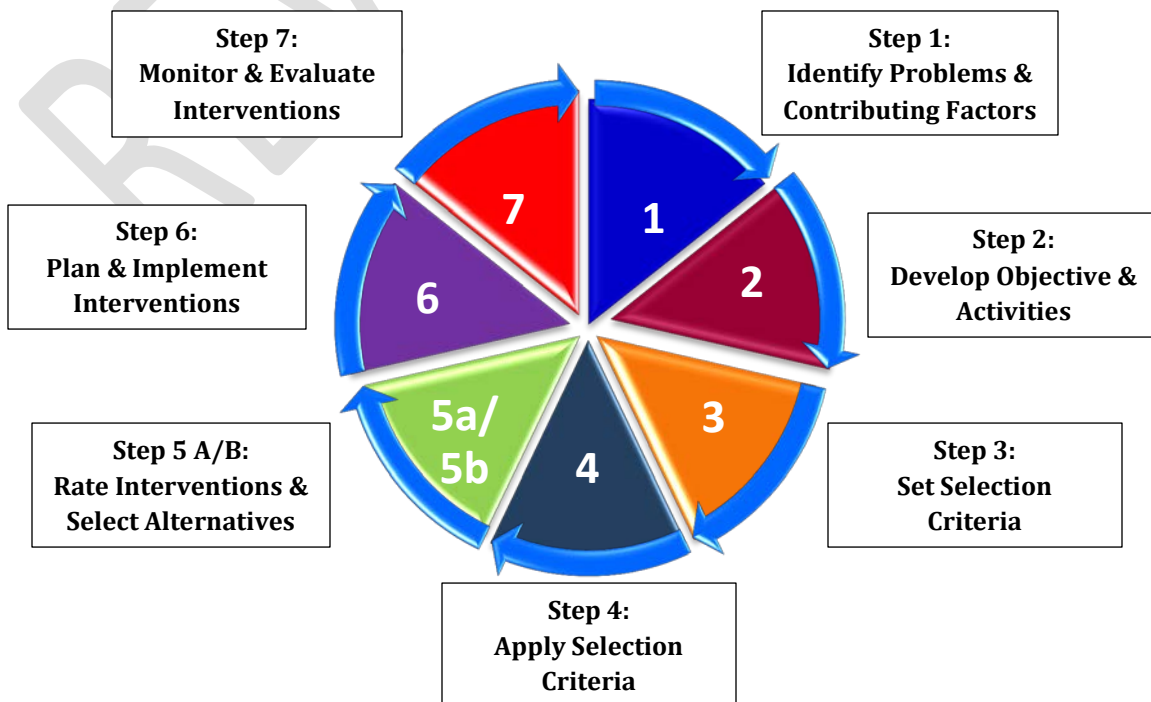 Step 7:
Monitor & Evaluate
Interventions
Step 1:
Identify Problems &
Contributing Factors
Step 6:
Plan & Implement
Interventions
Step 2:
Develop Objective &
Activities
Step 5 A/B:
Rate Interventions &
Select Alternatives
Step 3:
Set Selection
Criteria
Step 4:
Apply Selection
Criteria
7
1
6
2
5a/
5b
3
4